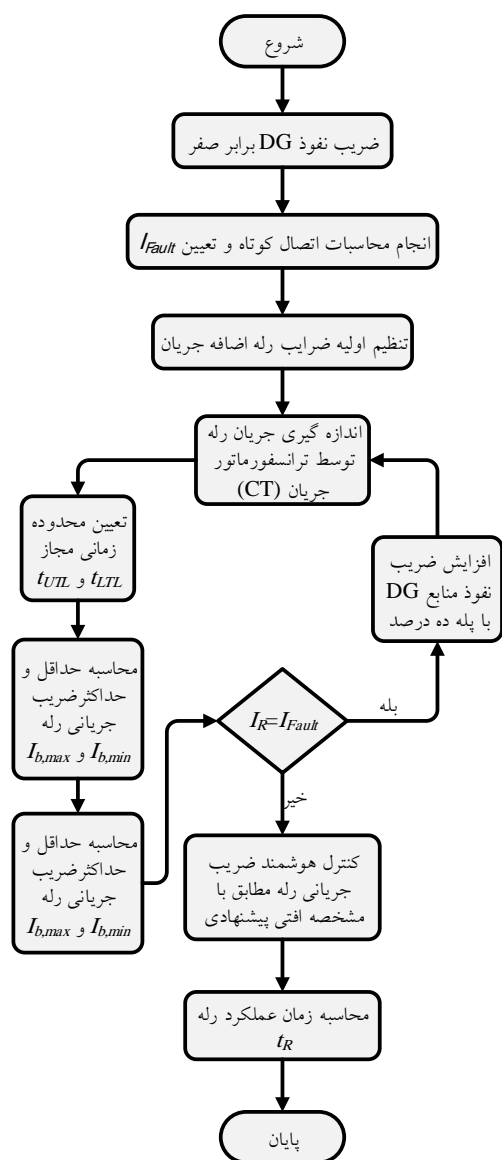 شروع
ضریب نفوذ DG برابر صفر
انجام محاسبات اتصال کوتاه و تعیین I_Fault
تنظیم اولیه ضرایب رله اضافه جریان
اندازه گیری جریان رله
توسط ترانسفورماتور
جریان (CT)
تعیین محدوده
زمانی مجاز
t_LTL و t_UTL
محاسبه حداقل و
حداکثرضریب
جریانی رله
I_b,min و I_b,max
محاسبه حداقل و
حداکثرضریب
جریانی رله
I_b,min و I_b,max
I_R=I_Fault
بله
افزایش ضریب
نفوذ منابع DG
با پله ده درصد
خیر
کنترل هوشمند ضریب
جریانی رله مطابق با
مشخصه افتی پیشنهادی
محاسبه زمان عملکرد رله
t_R
پایان